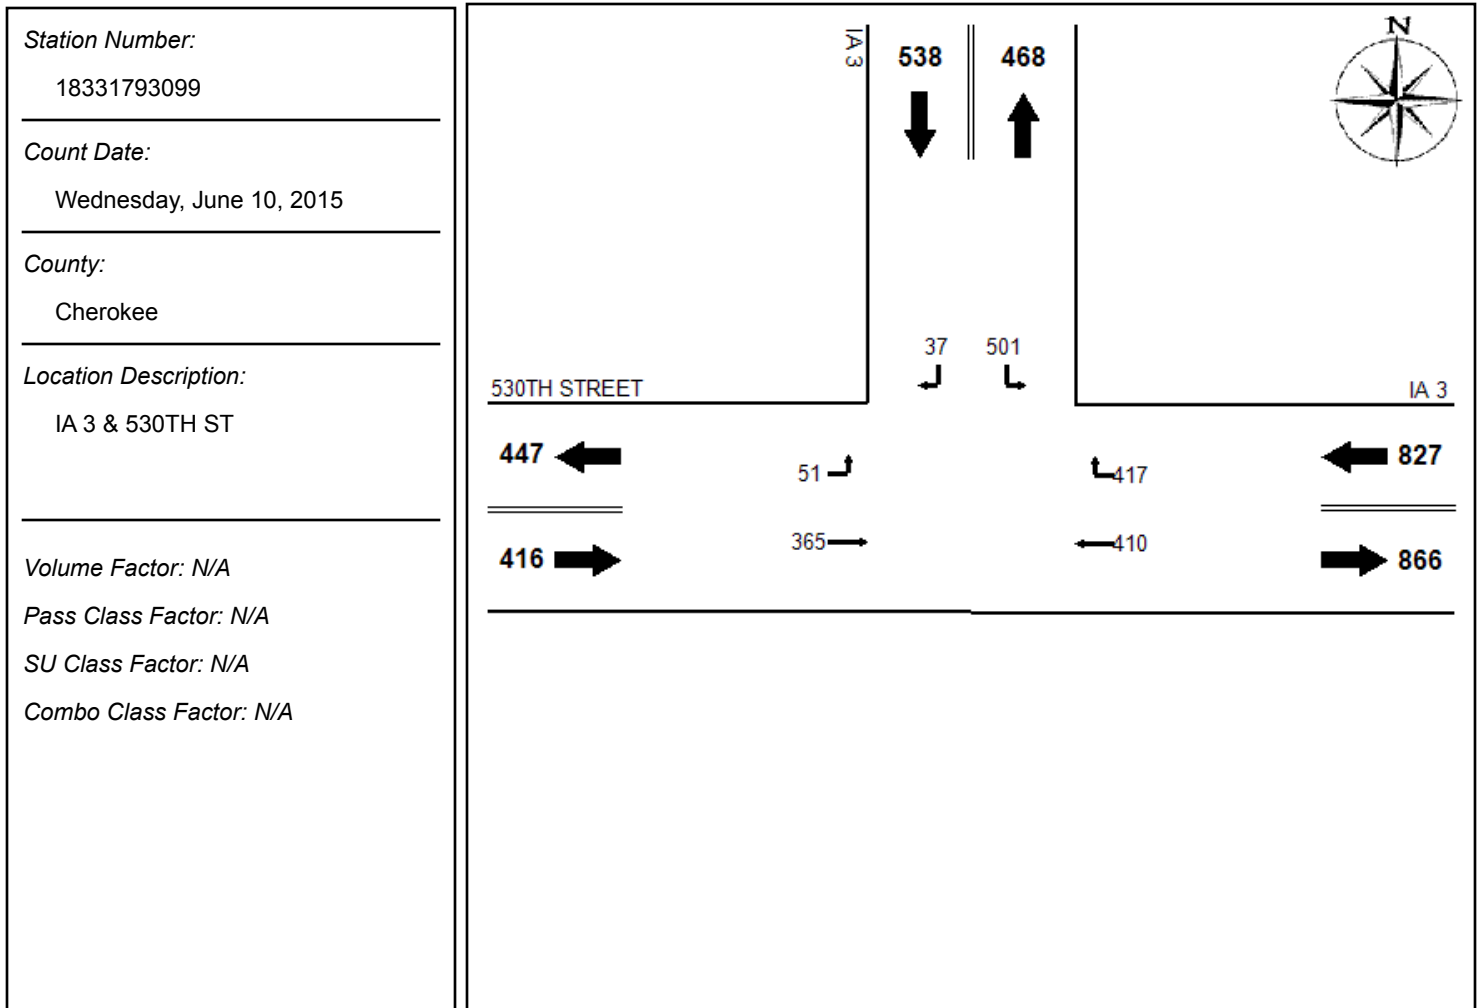 Station Number:
18331793099
Count Date:
Wednesday, June 10, 2015
County:
Cherokee
Location Description:
IA 3 & 530TH ST
Volume Factor: N/A
Pass Class Factor: N/A
SU Class Factor: N/A
Combo Class Factor: N/A
N
IA 3
538 468
37 501
530TH STREET
IA 3
447
51
417
827
416
365
410
866